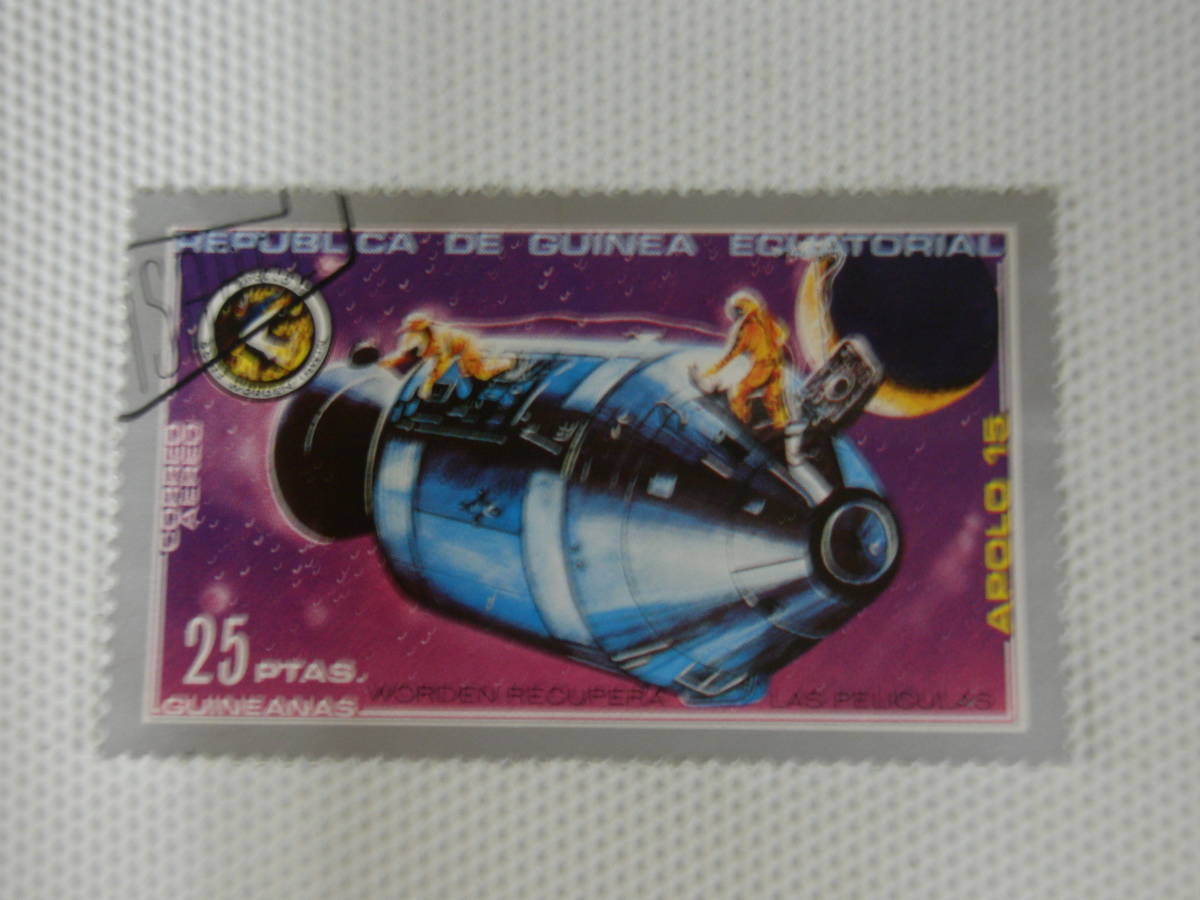 REPUBLICA DE GUINEA ECUATORIAL
CORREO
AEREO
APOLO 15
25 PTAS.
GUINEANAS
WORDEN RECUPERA LAS PELICULAS